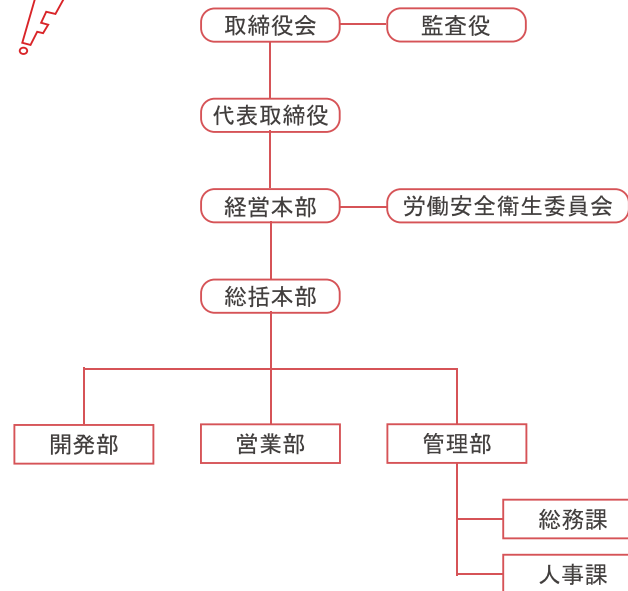 取締役会
監査役
代表取締役
経営本部
労働安全衛生委員会
総括本部
開発部
営業部
管理部
総務課
人事課